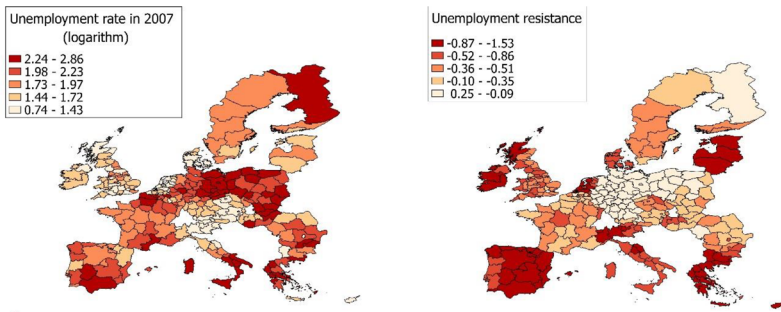 Unemployment rate in 2007
(logarithm)
2.24 - 2.86
1.98 - 2.23
1.73 - 1.97
1.44 - 1.72
0.74 - 1.43
Unemployment resistance
-0.87 - -1.53
-0.52 - -0.86
-0.36 - -0.51
-0.10 - -0.35
0.25 - -0.09